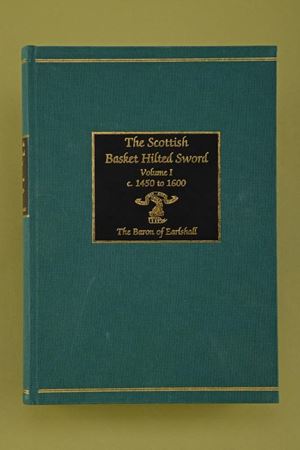 The Scottish
Basket Hilted Sword
Volume I
c. 1450 to 1600
The Baron of Earlshall